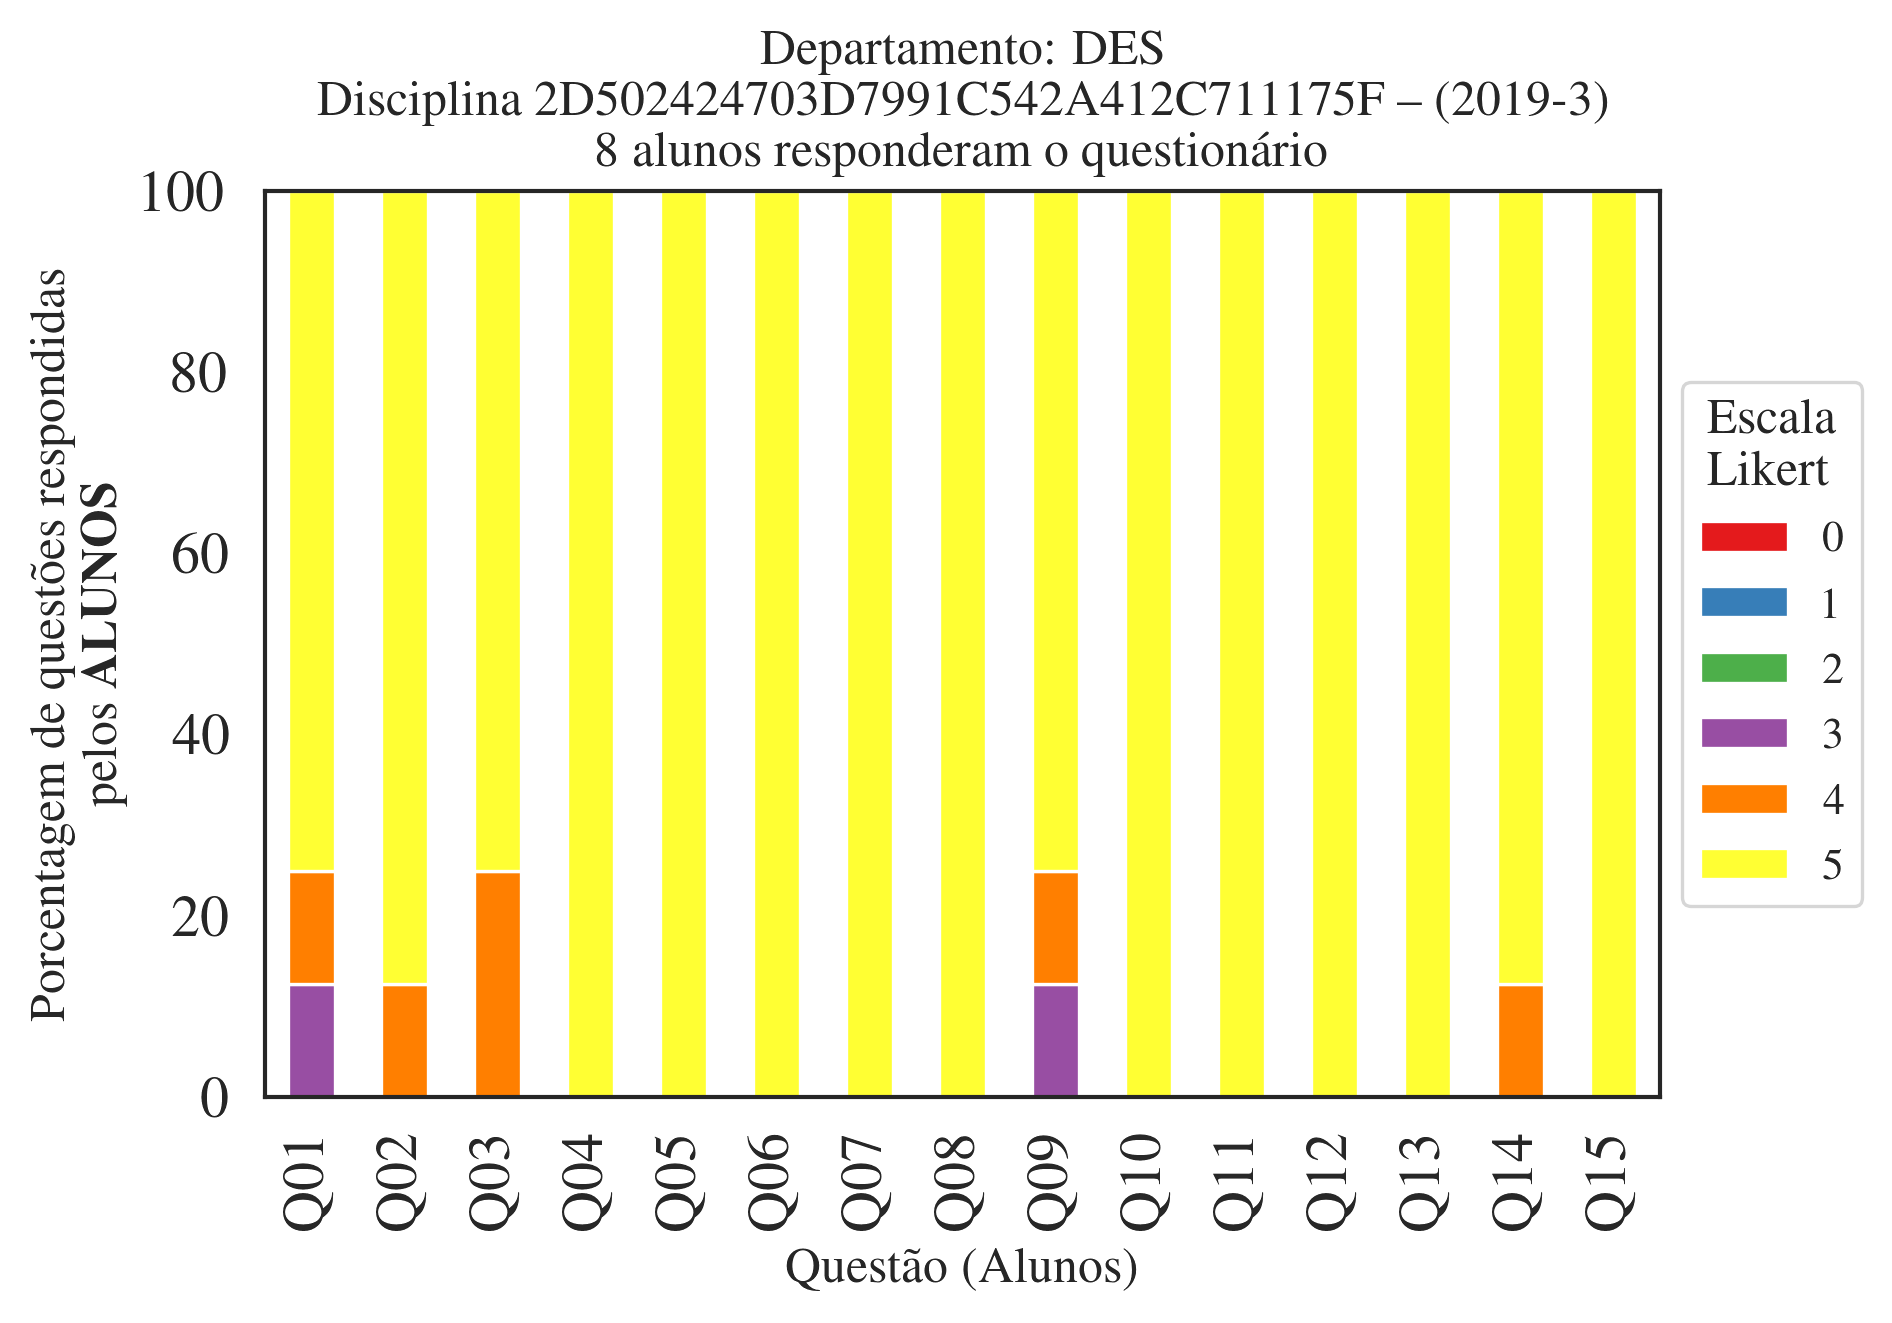 Departamento: DES
Disciplina 2D502424703D7991C542A412C711175F – (2019-3)
8 alunos responderam o questionário
Porcentagem de questões respondidas
pelos ALUNOS
100
80
60
40
20
0
Q01
Q02
Q03
Q04
Q05
Q06
Q07
Q08
Q09
Q10
Q11
Q12
Q13
Q14
Q15
Questão (Alunos)
Escala
Likert
0
1
2
3
4
5